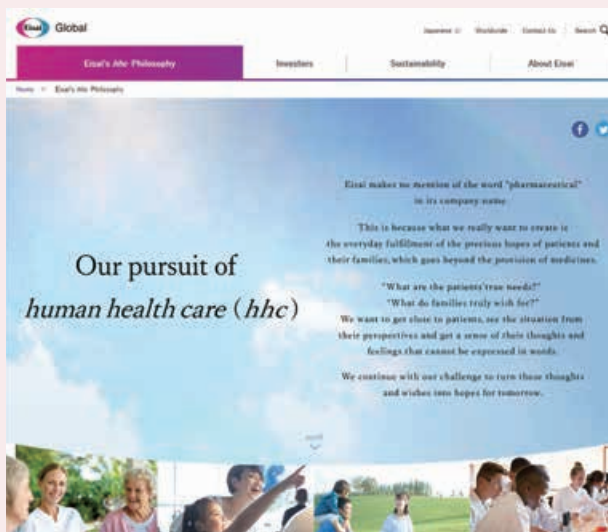 Eisai
Global
Japanese
Worldwide
Contact Us
Search
Eisai's hhc Philosophy
Investors
Sustainability
About Eisai
Home > Eisai's hhc Philosophy
Eisai makes no mention of the word "pharmaceutical"
in its company name.
This is because what we really want to create is
the everyday fulfillment of the precious hopes of patients and
their families, which goes beyond the provision of medicines.
Our pursuit of
human health care (hhc)
"What are the patients' true needs?"
"What do families truly wish for?"
We want to get close to patients, see the situation from
their perspectives and get a sense of their thoughts and
feelings that cannot be expressed in words.
We continue with our challenge to turn those thoughts
and wishes into hopes for tomorrow.